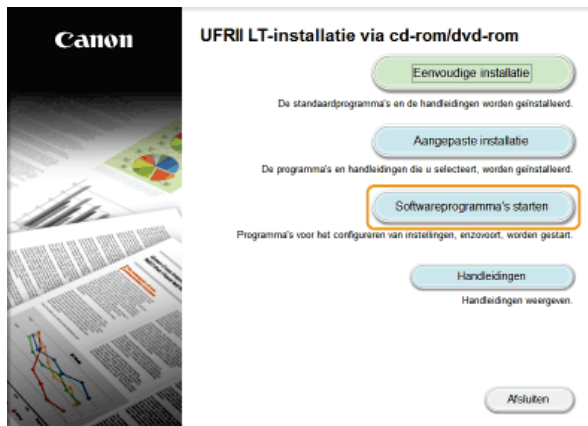 Canon
UFRII LT-installatie via cd-rom/dvd-rom
Eenvoudige installatie
De standaardprogramma's en de handleidingen worden geïnstalleerd.
Aangepaste installatie
De programma's en handleidingen die u selecteert, worden geïnstalleerd.
Softwareprogramma's starten
Programma's voor het configureren van instellingen, enzovoort, worden gestart.
Handleidingen
Handleidingen weergeven.
Afsluiten